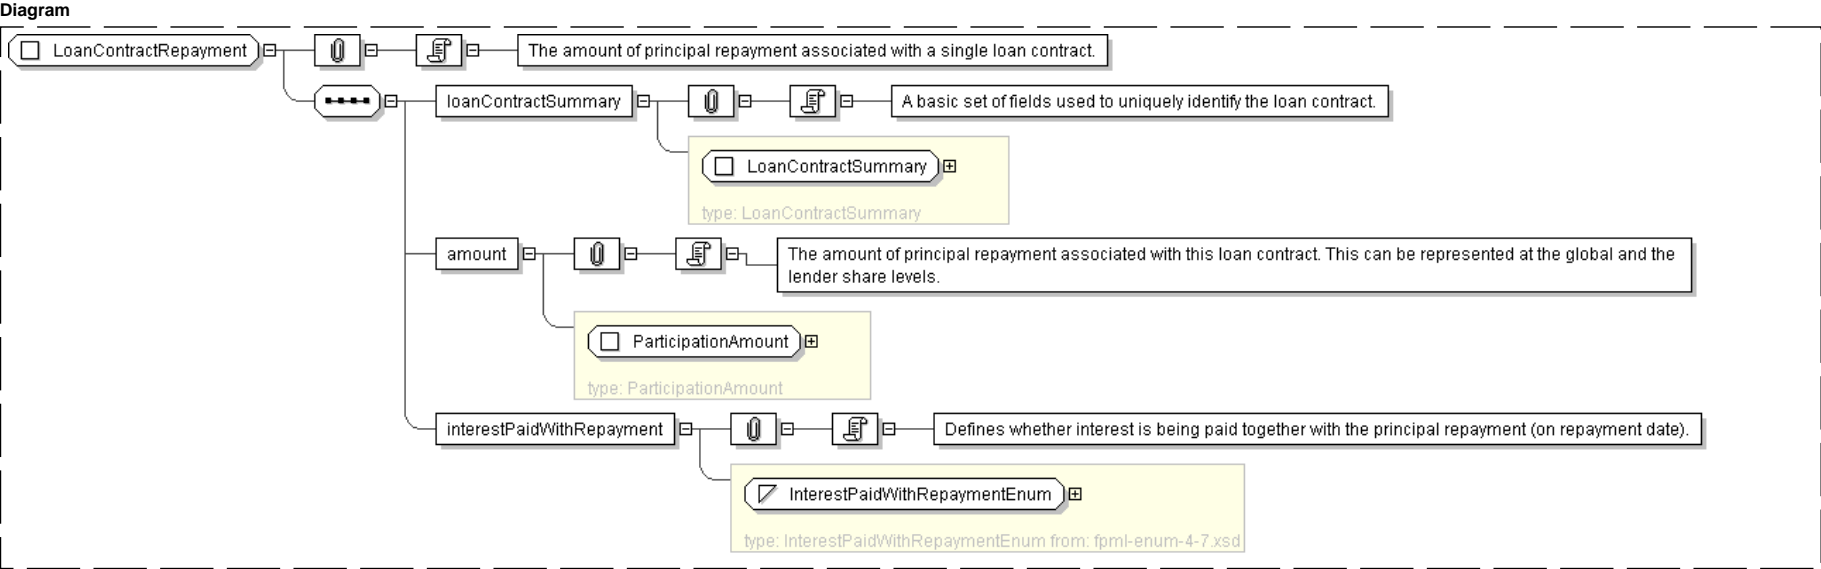 Diagram
LoanContractRepayment
The amount of principal repayment associated with a single loan contract.
loanContractSummary
A basic set of fields used to uniquely identify the loan contract.
LoanContractSummary
type: LoanContractSummary
amount
The amount of principal repayment associated with this loan contract. This can be represented at the global and the
lender share levels.
ParticipationAmount
type: ParticipationAmount
interestPaidWithRepayment
Defines whether interest is being paid together with the principal repayment (on repayment date).
InterestPaidWithRepaymentEnum
type: InterestPaidWithRepaymentEnum from: fpml-enum-4-7.xsd